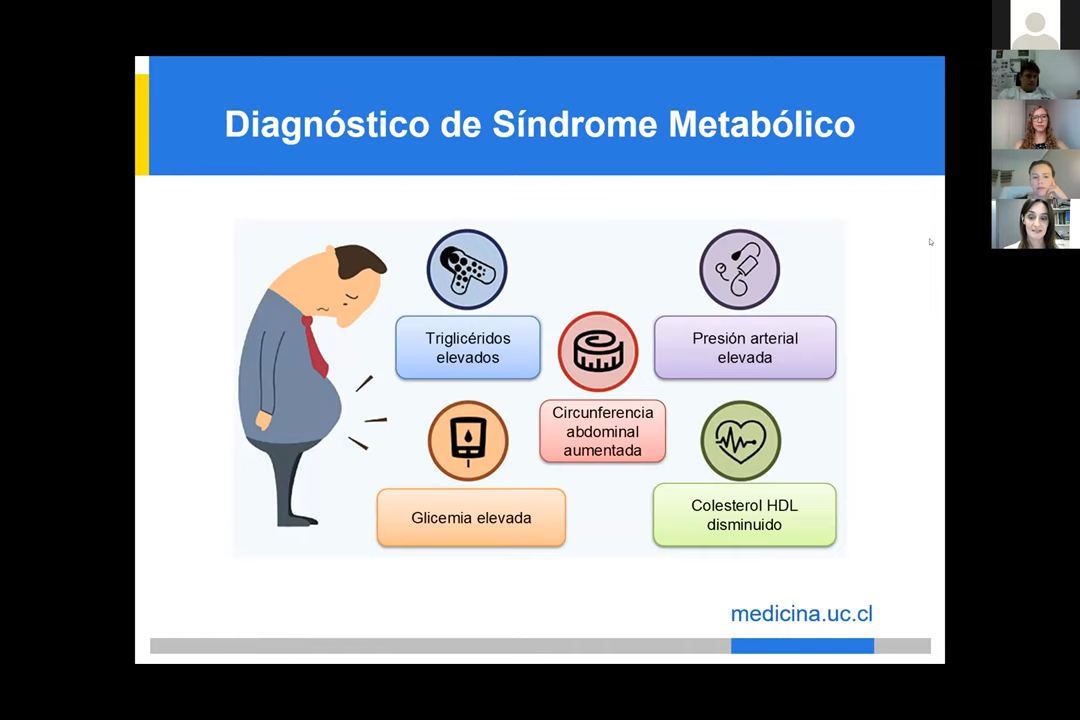 Diagnóstico de Síndrome Metabólico
Triglicéridos
elevados
Presión arterial
elevada
Circunferencia
abdominal
aumentada
Glicemia elevada
Colesterol HDL
disminuido
medicina.uc.cl